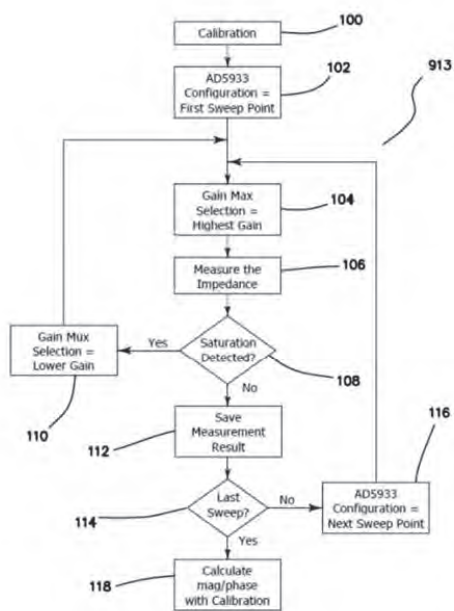 Calibration
100
AD5933
Configuration =
First Sweep Point
102
913
Gain Max
Selection =
Highest Gain
104
Measure the
Impedance
106
Saturation
Detected?
108
Yes
Gain Mux
Selection =
Lower Gain
110
No
Save
Measurement
Result
112
Last
Sweep?
114
No
AD5933
Configuration =
Next Sweep Point
116
Yes
Calculate
mag/phase
with Calibration
118